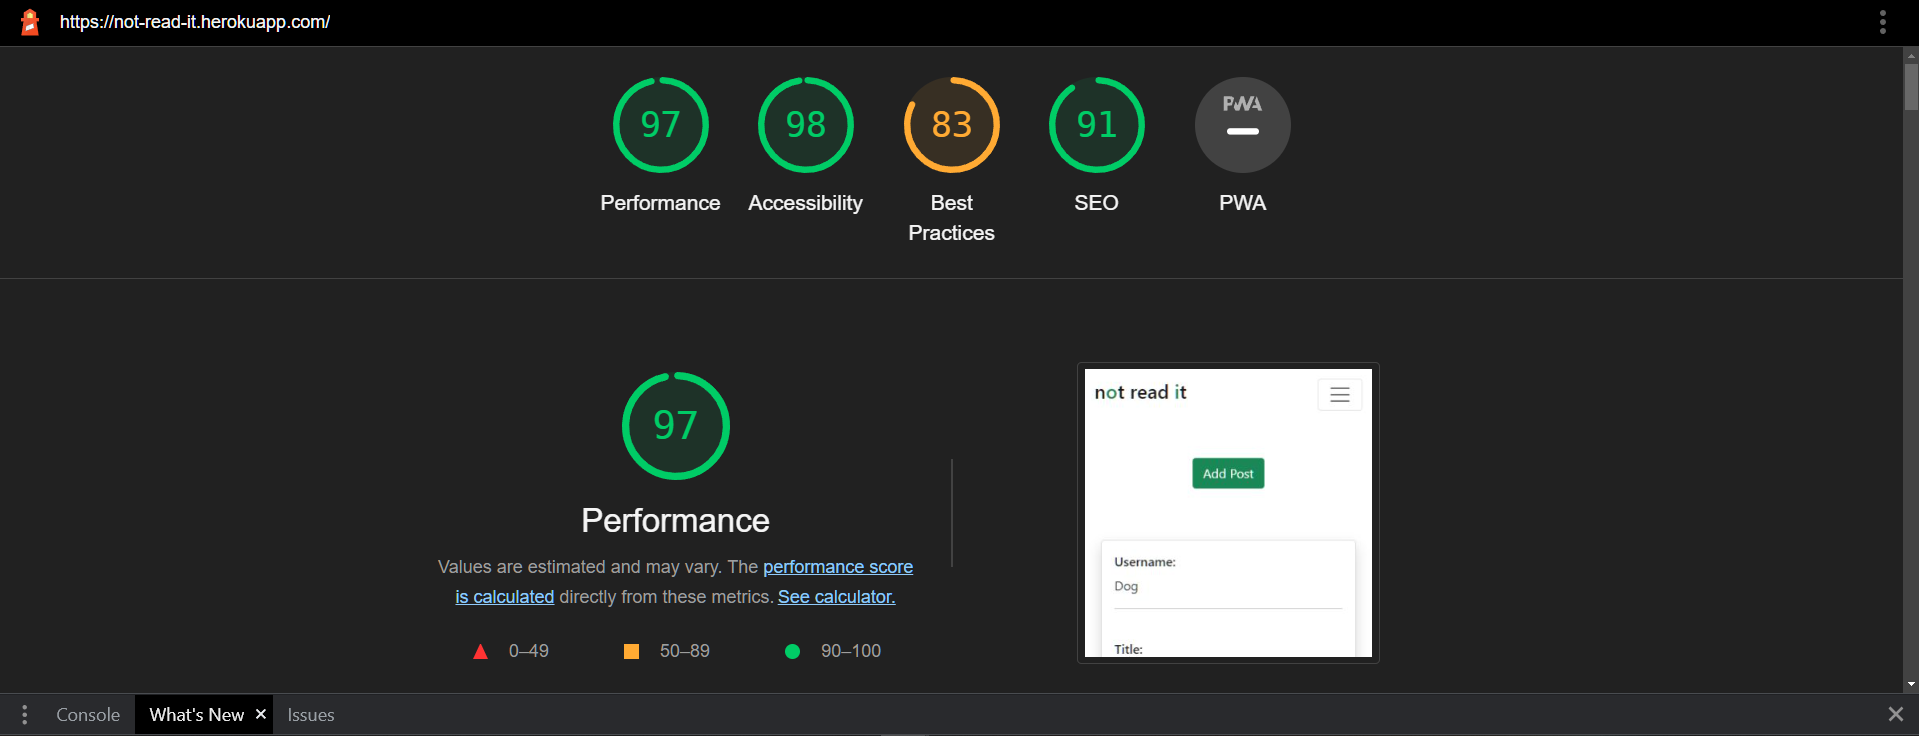 https://not-read-it.herokuapp.com/
97
98
83
91
PWA
Performance
Accessibility
Best
Practices
SEO
PWA
97
Performance
Values are estimated and may vary. The performance score
is calculated directly from these metrics. See calculator.
0–49
50–89
90–100
not read it
Add Post
Username:
Dog
Title:
Console
What's New
Issues